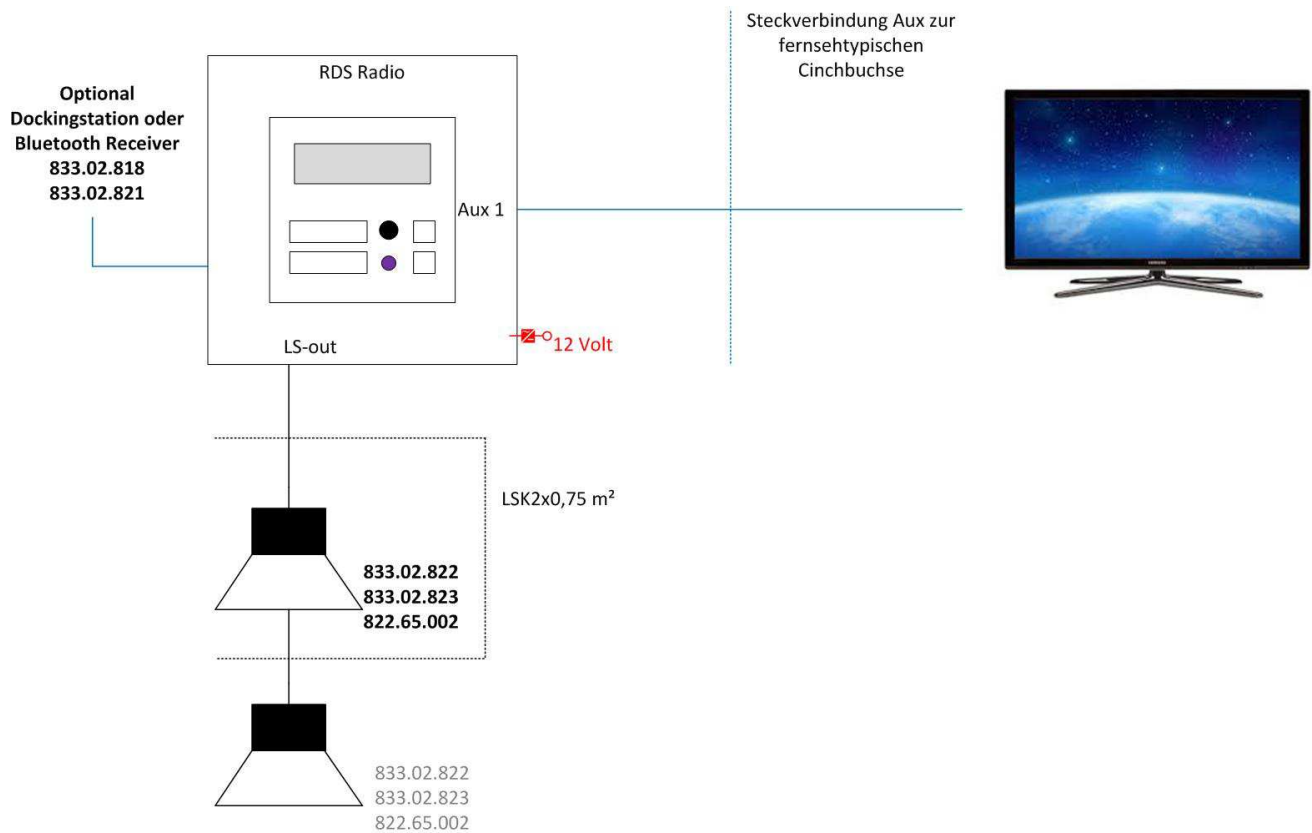 Steckverbindung Aux zur
fernsehtypischen
Cinchbuchse
RDS Radio
Optional
Dockingstation oder
Bluetooth Receiver
833.02.818
833.02.821
Aux 1
LS-out
12 Volt
LSK2x0,75 m²
833.02.822
833.02.823
822.65.002
833.02.822
833.02.823
822.65.002